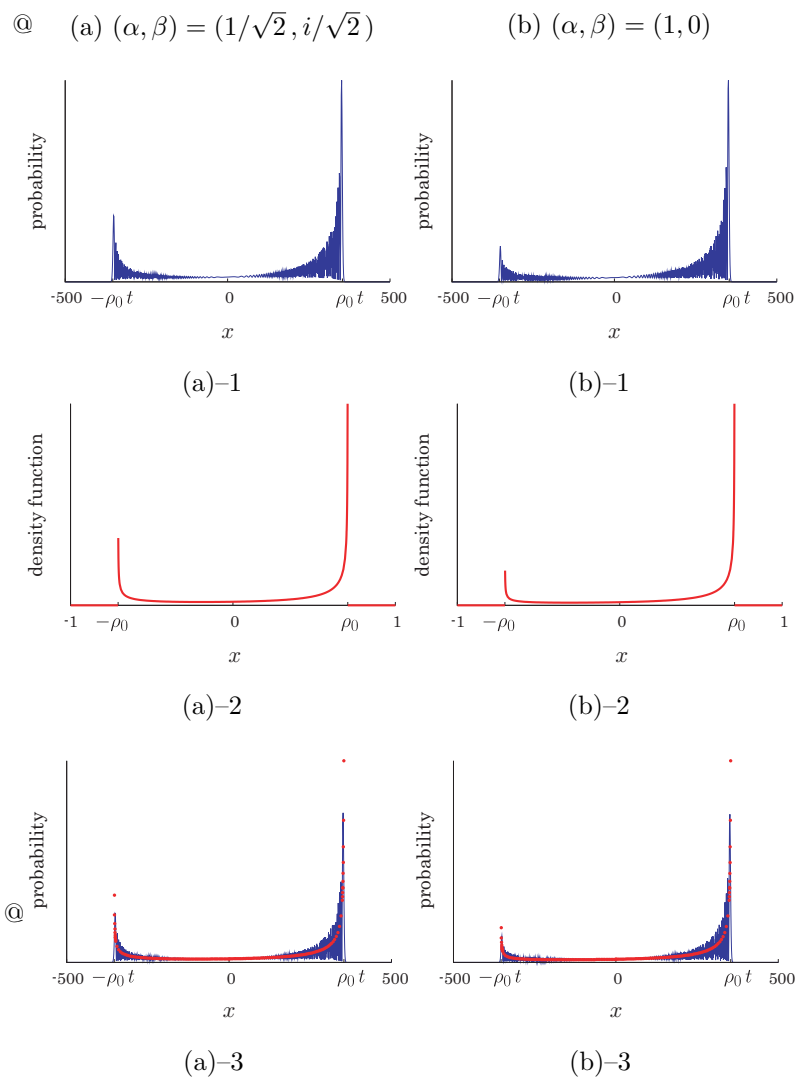 @ (a) (α, β) = (1/√2, i/√2) (b) (α, β) = (1, 0)
probability probability
-500 −ρ₀ t 0 ρ₀ t 500 -500 −ρ₀ t 0 ρ₀ t 500
x x
(a)–1 (b)–1
density function density function
-1 −ρ₀ 0 ρ₀ 1 -1 −ρ₀ 0 ρ₀ 1
x x
(a)–2 (b)–2
probability probability
@
-500 −ρ₀ t 0 ρ₀ t 500 -500 −ρ₀ t 0 ρ₀ t 500
x x
(a)–3 (b)–3